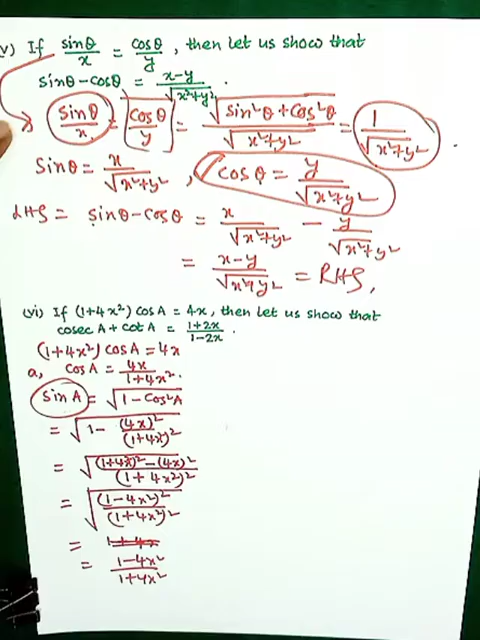 v) If sinθ/x = cosθ/y, then let us show that
sinθ-cosθ = x-y/√x²+y².
sinθ/x = cosθ/y = √sin²θ+cos²θ/√x²+y² = 1/√x²+y².
Sinθ = x/√x²+y², cosθ = y/√x²+y²
LHS = sinθ-cosθ = x/√x²+y² - y/√x²+y²
= x-y/√x²+y² = RHS,
(vi) If (1+4x²) cosA = 4x, then let us show that
cosec A + cot A = 1+2x/1-2x.
(1+4x²) cosA = 4x
a, cosA = 4x/1+4x².
sin A = √1-cos²A
= √1 - (4x)²/(1+4x²)²
= √(1+4x²)²-(4x)²/(1+4x²)²
= √(1-4x²)²/(1+4x²)²
= 1+4x
= 1-4x²/1+4x²